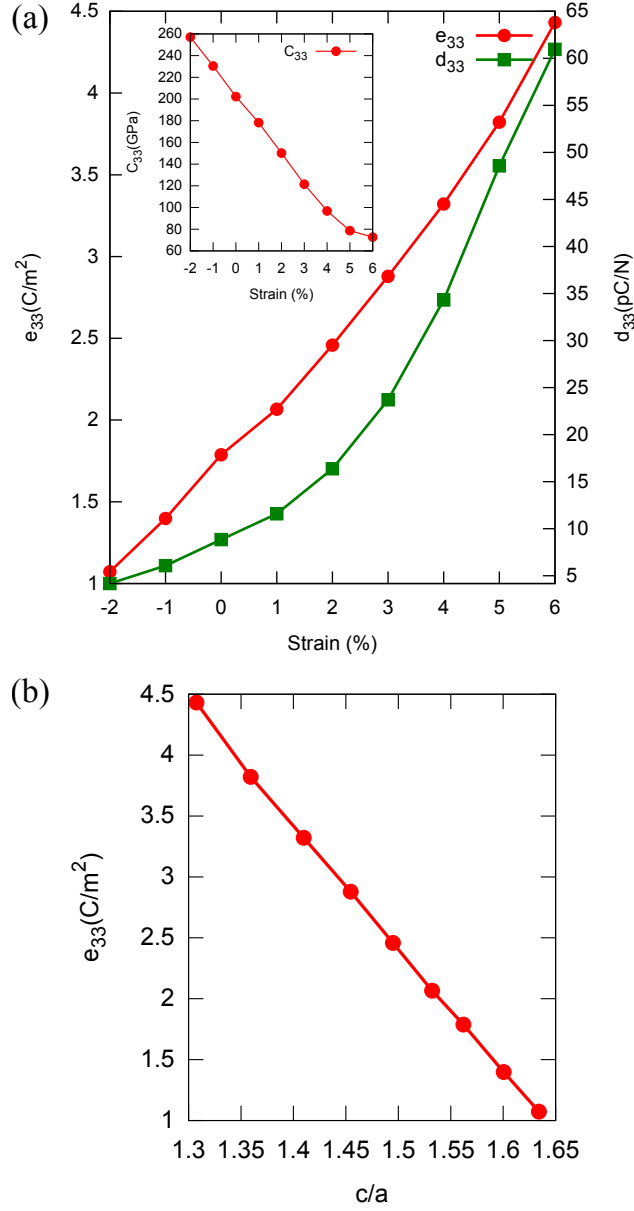 (a)
e33(C/m2)
4.5
4
3.5
3
2.5
2
1.5
1
C33(GPa)
260
240
220
200
180
160
140
120
100
80
60
C33
-2 -1 0 1 2 3 4 5 6
Strain (%)
e33
d33
65
60
55
50
45
40
35
30
25
20
15
10
5
d33(pC/N)
-2 -1 0 1 2 3 4 5 6
Strain (%)
(b)
e33(C/m2)
4.5
4
3.5
3
2.5
2
1.5
1
1.3 1.35 1.4 1.45 1.5 1.55 1.6 1.65
c/a